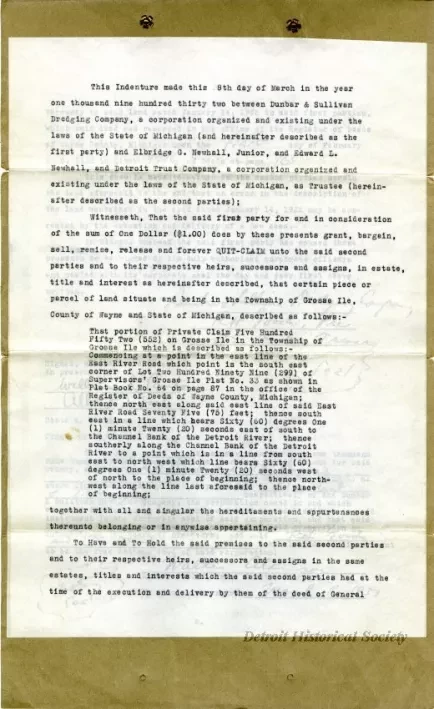 This Indenture made this 8th day of March in the year
one thousand nine hundred thirty two between Dunbar & Sullivan
Dredging Company, a corporation organized and existing under the
laws of the State of Michigan (and hereinafter described as the
first party) and Elbridge G. Newhall, Junior, and Edward L.
Newhall, and Detroit Trust Company, a corporation organized and
existing under the laws of the State of Michigan, as Trustee (herein-
after described as the second parties);
Witnesseth, That the said first party for and in consideration
of the sum of One Dollar ($1.00) does by these presents grant, bargain,
sell, remise, release and forever QUIT-CLAIM unto the said second
parties and to their respective heirs, successors and assigns, in estate,
title and interest as hereinafter described, that certain piece or
parcel of land situate and being in the Township of Grosse Ile,
County of Wayne and State of Michigan, described as follows:-
That portion of Private Claim Five Hundred
Fifty Two (552) on Grosse Ile in the Township of
Grosse Ile which is described as follows:-
Commencing at a point in the east line of the
East River Road which point is the south east
corner of Lot Two Hundred Ninety Nine (299) of
Supervisors' Grosse Ile Plat No. 33 as shown in
Plat Book No. 64 on page 87 in the office of the
Register of Deeds of Wayne County, Michigan;
thence north east along said east line of said East
River Road Seventy Five (75) feet; thence south
east in a line which bears Sixty (60) degrees One
(1) minute Twenty (20) seconds east of south to
the Channel Bank of the Detroit River; thence
southerly along the Channel Bank of the Detroit
River to a point which is in a line from south
east to north west which line bears Sixty (60)
degrees One (1) minute Twenty (20) seconds west
of north to the place of beginning; thence north-
west along the line last aforesaid to the place
of beginning;
together with all and singular the hereditaments and appurtenances
thereunto belonging or in anywise appertaining.
To Have and To Hold the said premises to the said second parties
and to their respective heirs, successors and assigns in the same
estates, titles and interests which the said second parties had at the
time of the execution and delivery by them of the deed of General
Detroit Historical Society